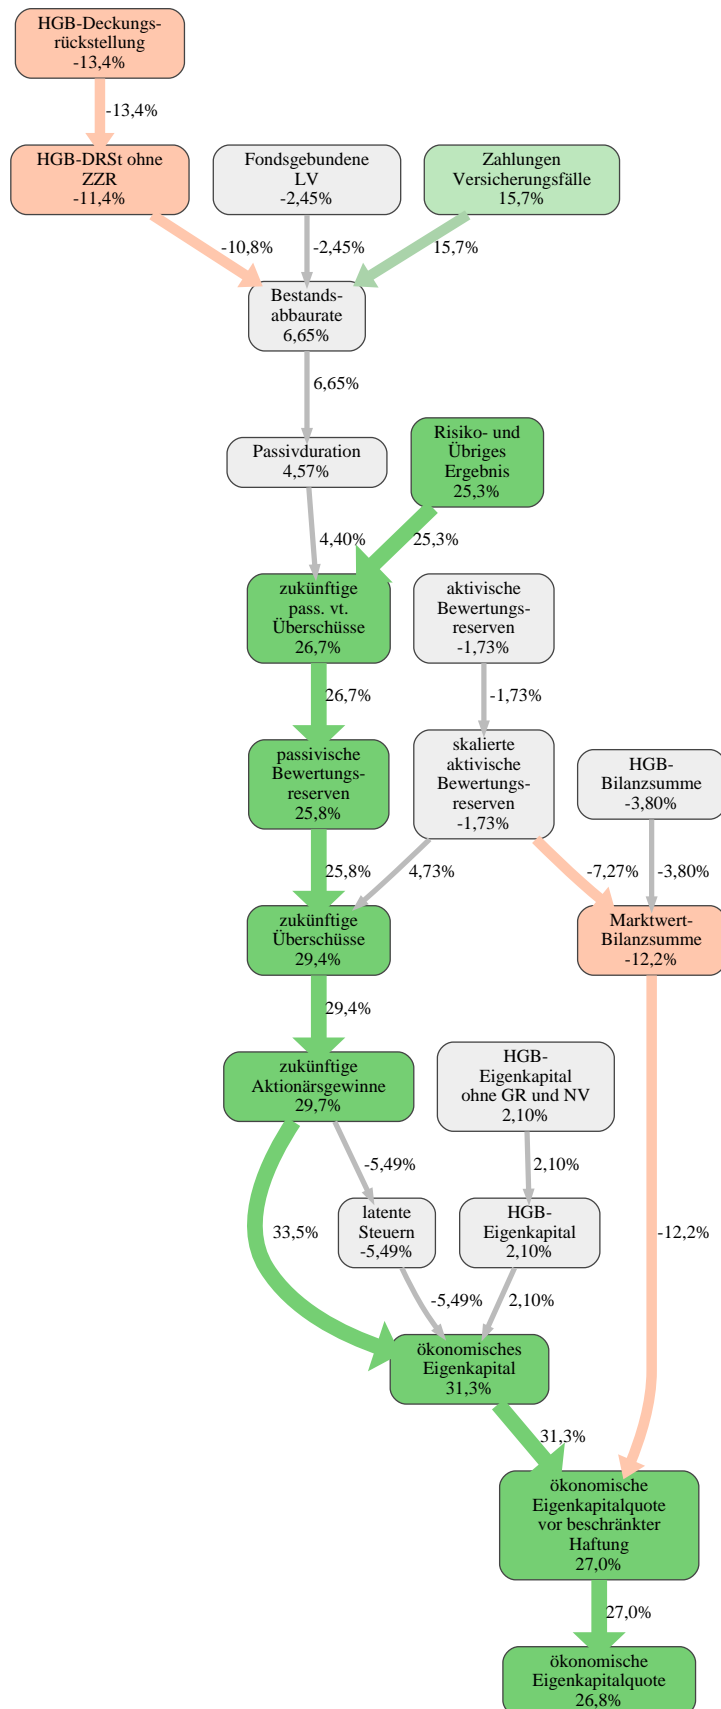 HGB-Deckungs-
rückstellung
-13,4%
-13,4%
HGB-DRSt ohne
ZZR
-11,4%
Fondsgebundene
LV
-2,45%
Zahlungen
Versicherungsfälle
15,7%
-10,8%
-2,45%
15,7%
Bestands-
abbaurate
6,65%
6,65%
Passivduration
4,57%
Risiko- und
Übriges
Ergebnis
25,3%
4,40%
25,3%
zukünftige
pass. vt.
Überschüsse
26,7%
aktivische
Bewertungs-
reserven
-1,73%
26,7%
-1,73%
passivische
Bewertungs-
reserven
25,8%
skalierte
aktivische
Bewertungs-
reserven
-1,73%
HGB-
Bilanzsumme
-3,80%
25,8%
4,73%
-7,27%
-3,80%
zukünftige
Überschüsse
29,4%
Marktwert-
Bilanzsumme
-12,2%
29,4%
zukünftige
Aktionärsgewinne
29,7%
HGB-
Eigenkapital
ohne GR und NV
2,10%
-5,49%
2,10%
33,5%
latente
Steuern
-5,49%
HGB-
Eigenkapital
2,10%
-12,2%
-5,49%
2,10%
ökonomisches
Eigenkapital
31,3%
31,3%
ökonomische
Eigenkapitalquote
vor beschränkter
Haftung
27,0%
27,0%
ökonomische
Eigenkapitalquote
26,8%